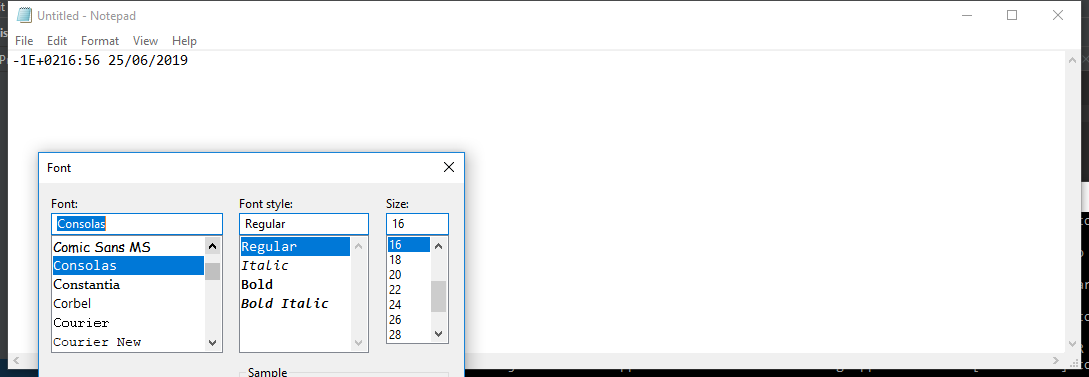 Untitled - Notepad
File Edit Format View Help
-1E+0216:56 25/06/2019
Font
Font: Font style: Size:
Consolas Regular 16
Comic Sans MS Regular 16
Consolas Italic 18
Constantia Bold 20
Corbel Bold Italic 22
Courier 24
Courier New 26
28
Sample